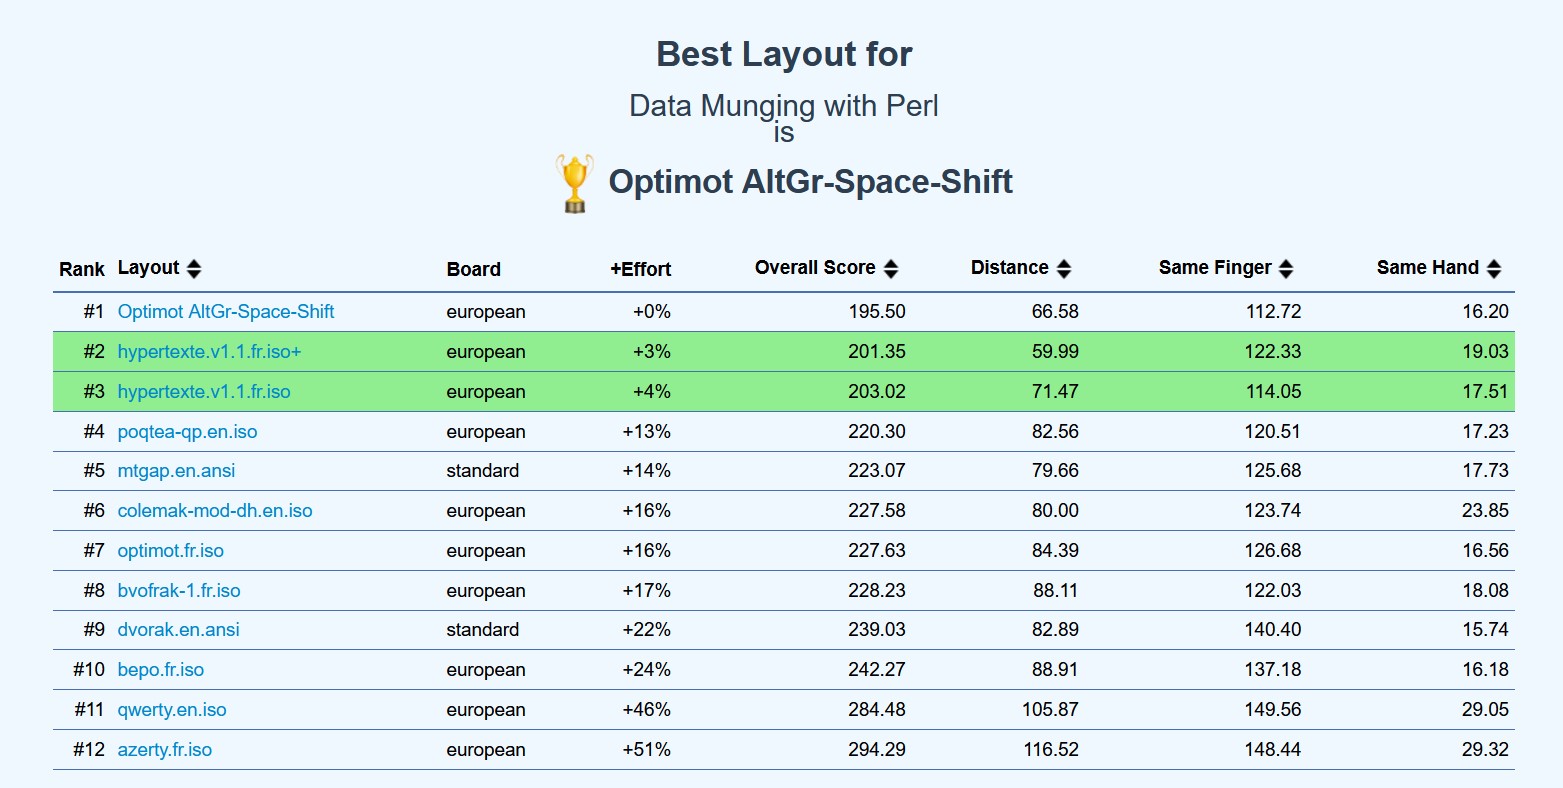 Best Layout for
Data Munging with Perl
is
Optimot AltGr-Space-Shift
Rank Layout Board +Effort Overall Score Distance Same Finger Same Hand
#1 Optimot AltGr-Space-Shift european +0% 195.50 66.58 112.72 16.20
#2 hypertexte.v1.1.fr.iso+ european +3% 201.35 59.99 122.33 19.03
#3 hypertexte.v1.1.fr.iso european +4% 203.02 71.47 114.05 17.51
#4 poqtea-qp.en.iso european +13% 220.30 82.56 120.51 17.23
#5 mtgap.en.ansi standard +14% 223.07 79.66 125.68 17.73
#6 colemak-mod-dh.en.iso european +16% 227.58 80.00 123.74 23.85
#7 optimot.fr.iso european +16% 227.63 84.39 126.68 16.56
#8 bvofrak-1.fr.iso european +17% 228.23 88.11 122.03 18.08
#9 dvorak.en.ansi standard +22% 239.03 82.89 140.40 15.74
#10 bepo.fr.iso european +24% 242.27 88.91 137.18 16.18
#11 qwerty.en.iso european +46% 284.48 105.87 149.56 29.05
#12 azerty.fr.iso european +51% 294.29 116.52 148.44 29.32